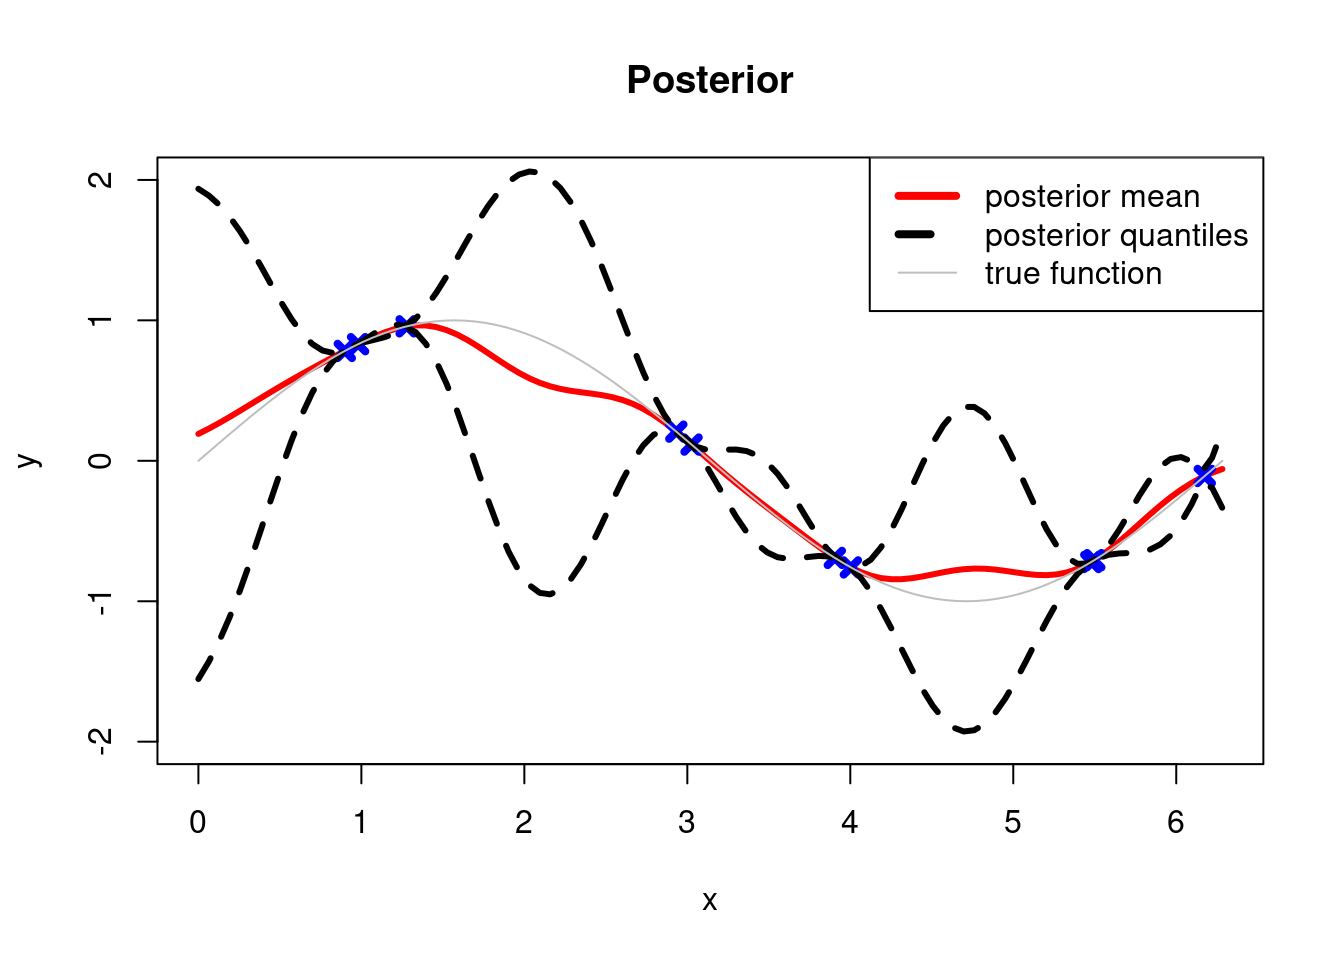 Posterior
posterior mean
posterior quantiles
true function
y
2
1
0
-1
-2
0 1 2 3 4 5 6
x